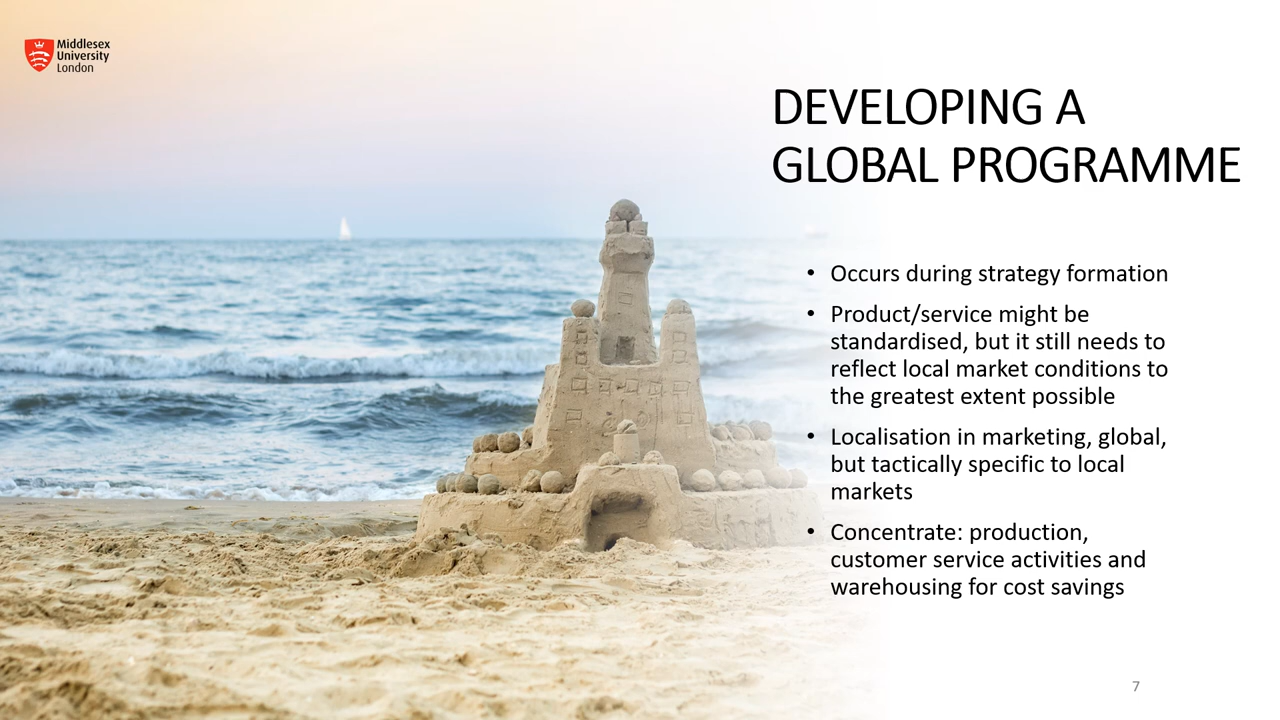 Middlesex
University
London
DEVELOPING A
GLOBAL PROGRAMME
• Occurs during strategy formation
• Product/service might be
standardised, but it still needs to
reflect local market conditions to
the greatest extent possible
• Localisation in marketing, global,
but tactically specific to local
markets
• Concentrate: production,
customer service activities and
warehousing for cost savings
7